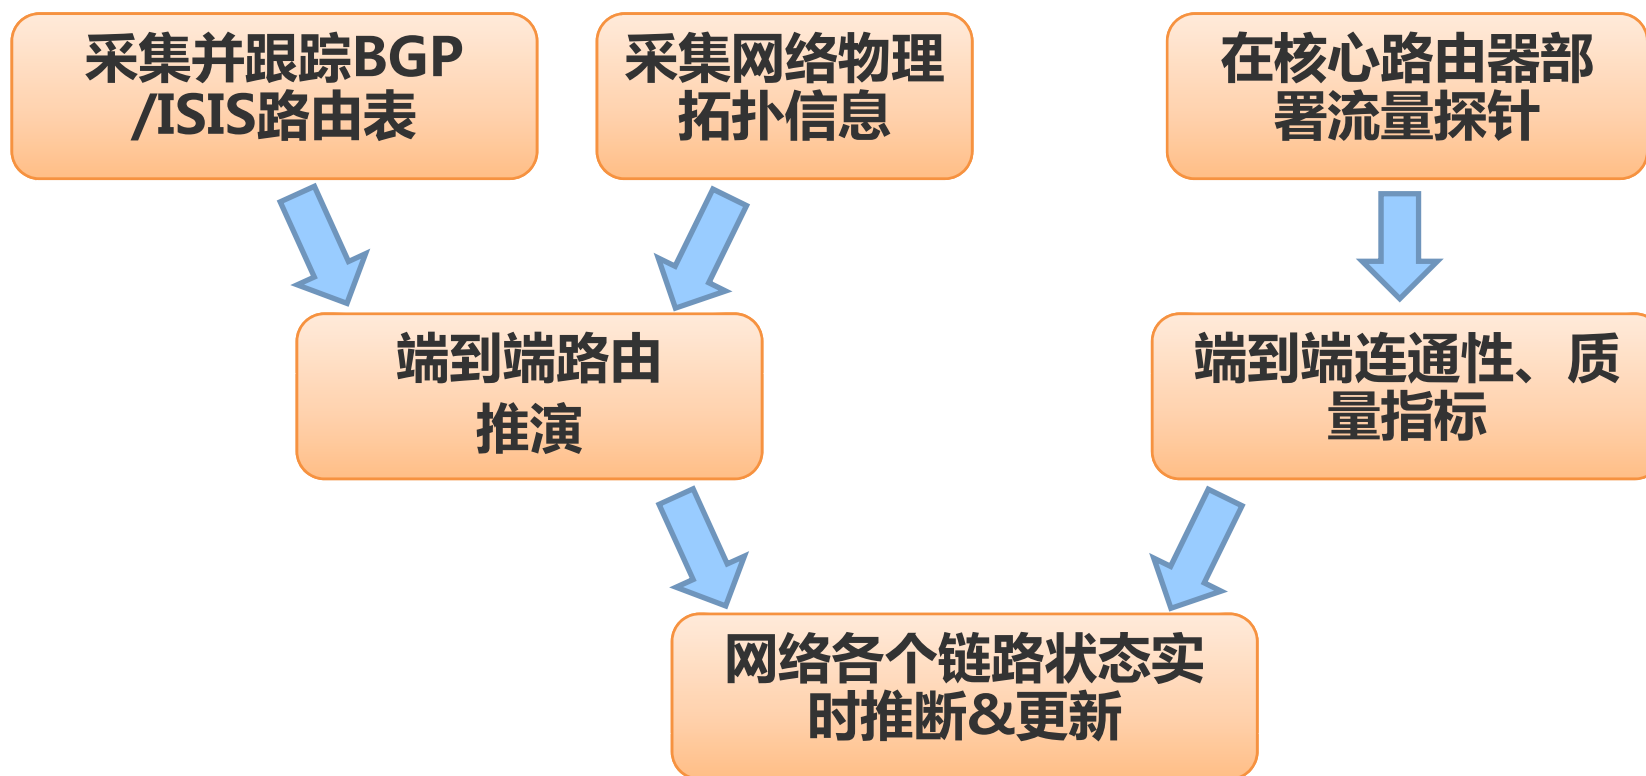 采集并跟踪BGP
/ISIS路由表
采集网络物理
拓扑信息
在核心路由器部
署流量探针
端到端路由
推演
端到端连通性、质
量指标
网络各个链路状态实
时推断&更新